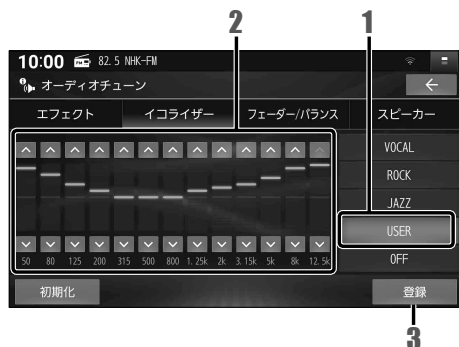 2
1
10:00 FM 82.5 NHK-FM
オーディオチューン
エフェクト イコライザー フェーダー/バランス スピーカー
VOCAL
ROCK
JAZZ
USER
OFF
50 80 125 200 315 500 800 1.25k 2k 3.15k 5k 8k 12.5k
初期化
登録
3